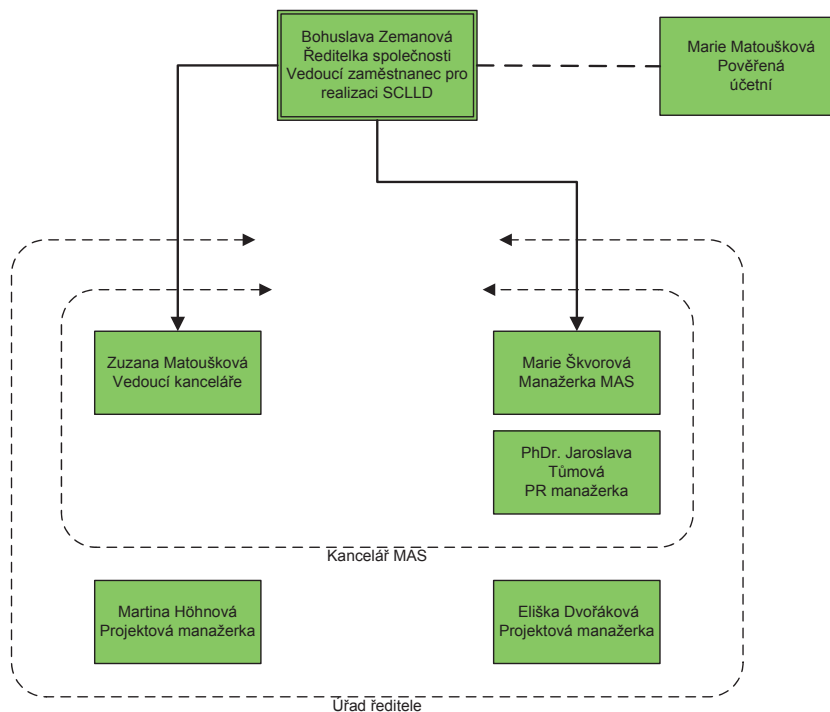 Bohuslava Zemanová
Ředitelka společnosti
Vedoucí zaměstnanec pro
realizaci SCLLD
Marie Matoušková
Pověřená
účetní
Zuzana Matoušková
Vedoucí kanceláře
Marie Škvorová
Manažerka MAS
PhDr. Jaroslava
Tůmová
PR manažerka
Kancelář MAS
Martina Höhnová
Projektová manažerka
Eliška Dvořáková
Projektová manažerka
Úřad ředitele